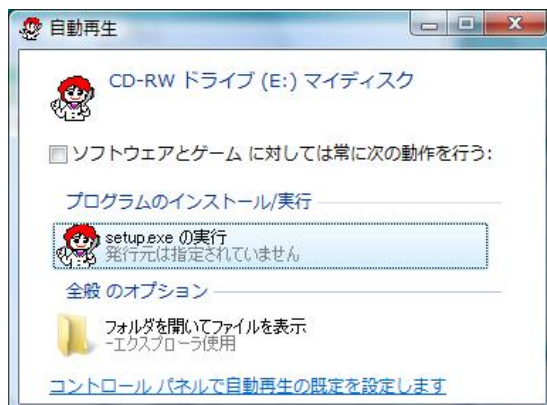 自動再生
CD-RW ドライブ (E:) マイディスク
ソフトウェアとゲーム に対しては常に次の動作を行う:
プログラムのインストール/実行
setup.exe の実行
発行元は指定されていません
全般 のオプション
フォルダを開いてファイルを表示
-エクスプローラ使用
コントロール パネルで自動再生の既定を設定します